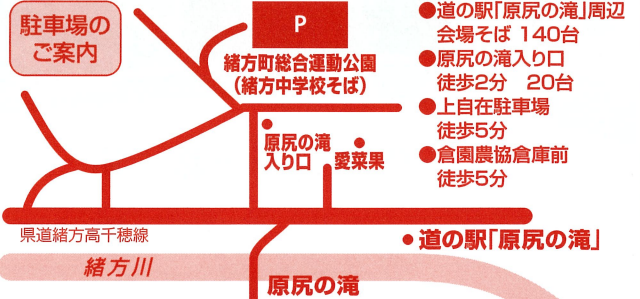 駐車場の
ご案内
P
緒方町総合運動公園
（緒方中学校そば）
●道の駅｢原尻の滝｣周辺
会場そば 140台
●原尻の滝入り口
徒歩2分　20台
●上自在駐車場
徒歩5分
●倉園農協倉庫前
徒歩5分
原尻の滝
入り口
愛菜果
県道緒方高千穂線
●道の駅｢原尻の滝｣
緒方川
原尻の滝